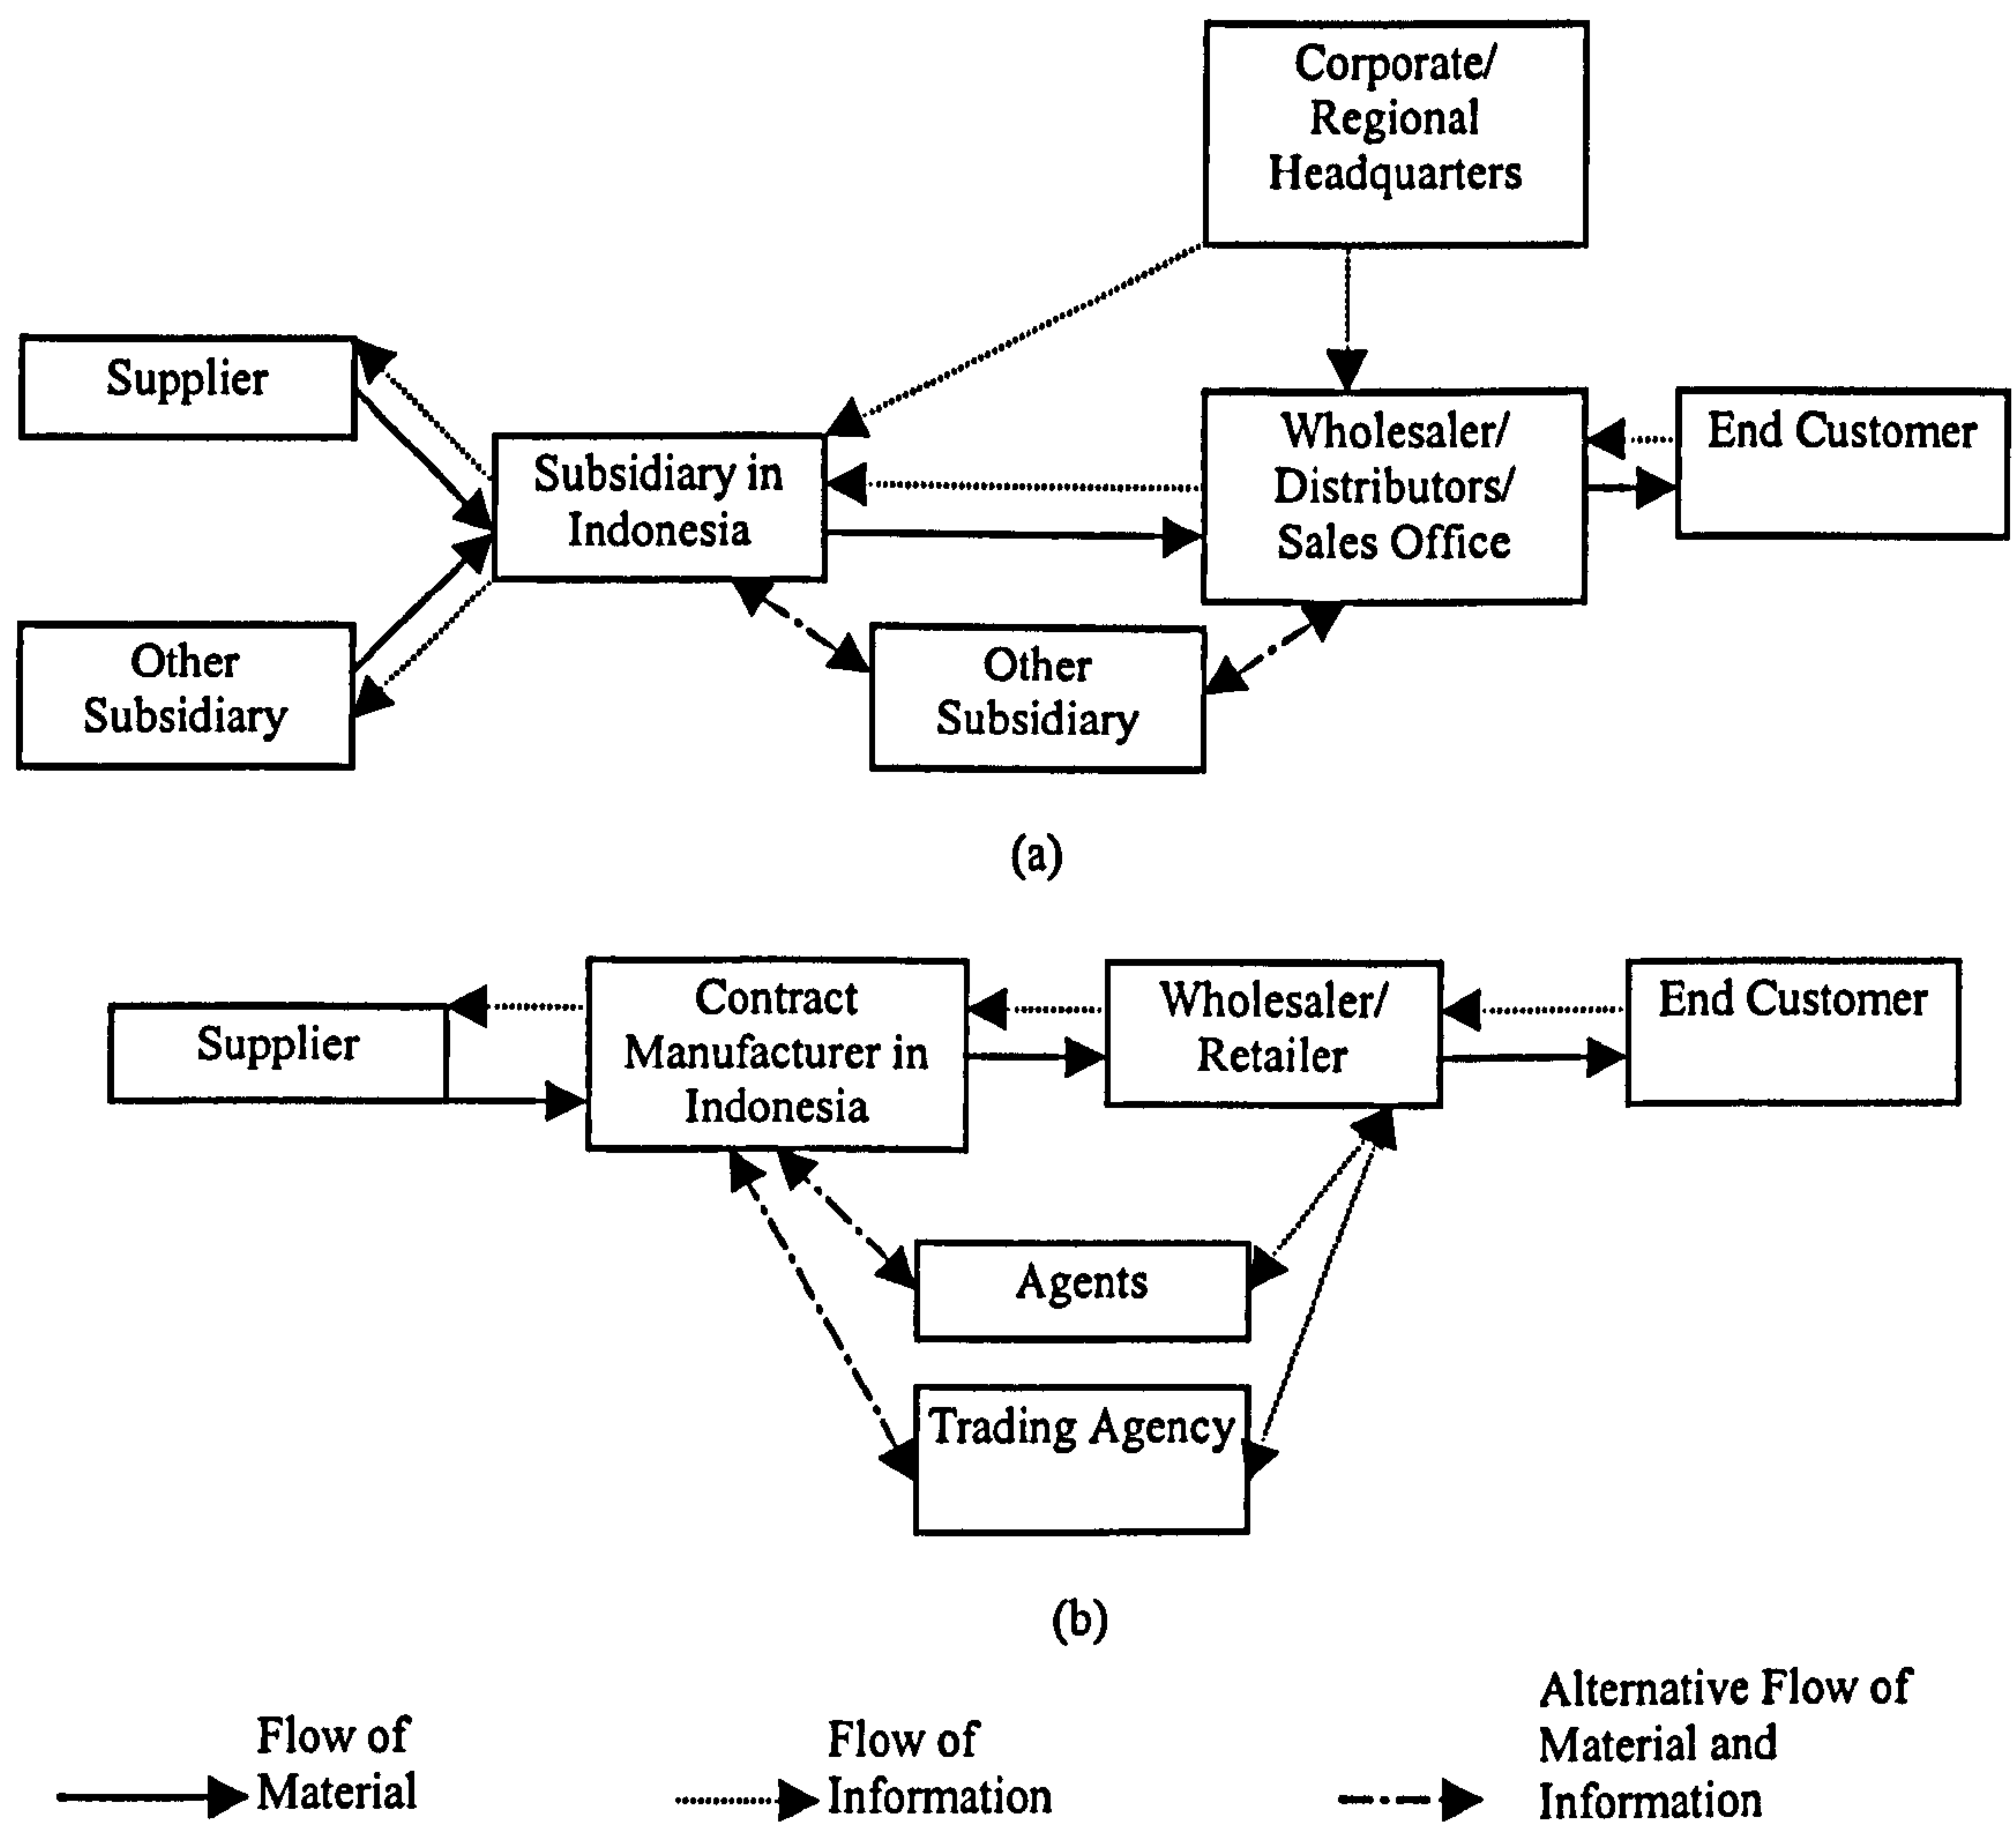 Corporate/
Regional
Headquarters
Supplier
Subsidiary in
Indonesia
Wholesaler/
Distributors/
Sales Office
End Customer
Other
Subsidiary
Other
Subsidiary
(a)
Supplier
Contract
Manufacturer in
Indonesia
Wholesaler/
Retailer
End Customer
Agents
Trading Agency
(b)
Flow of
Material
Flow of
Information
Alternative Flow of
Material and
Information